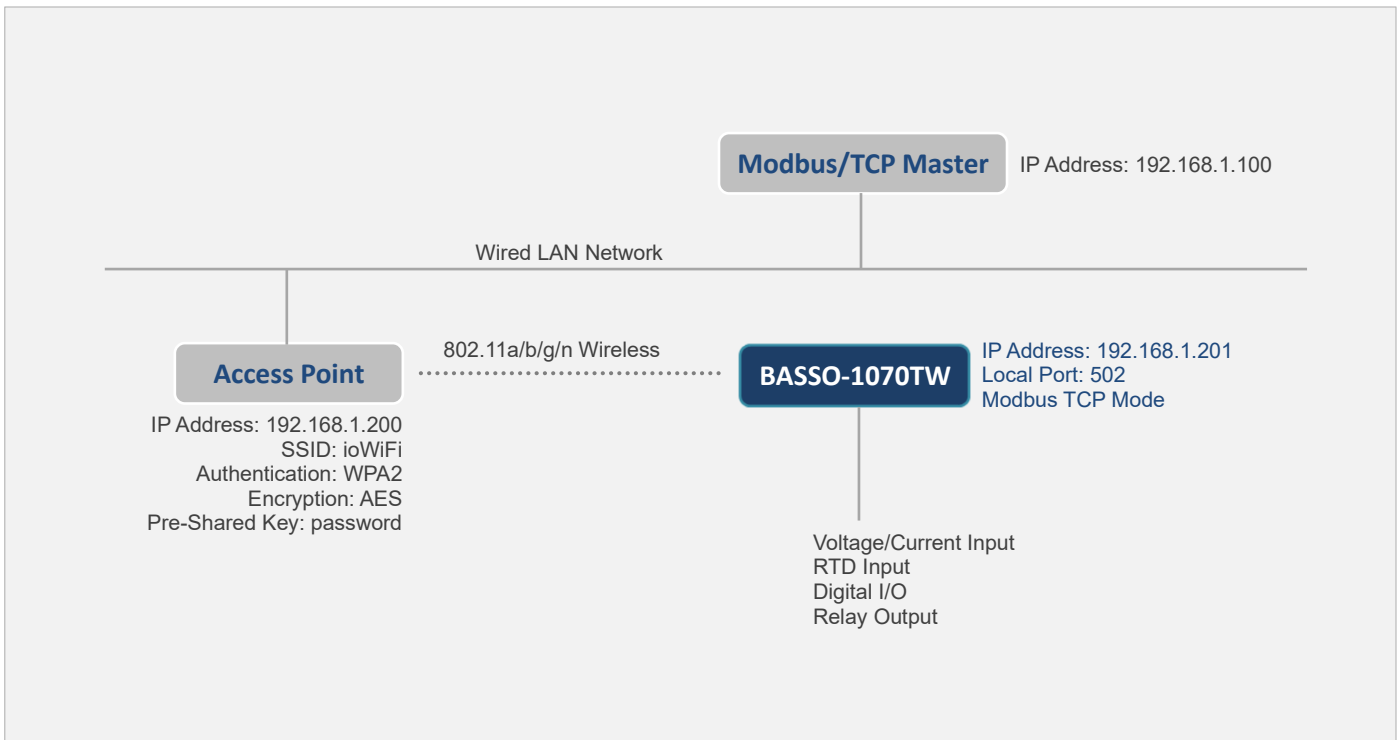 Modbus/TCP Master
IP Address: 192.168.1.100
Wired LAN Network
Access Point
802.11a/b/g/n Wireless
BASSO-1070TW
IP Address: 192.168.1.201
Local Port: 502
Modbus TCP Mode
IP Address: 192.168.1.200
SSID: ioWiFi
Authentication: WPA2
Encryption: AES
Pre-Shared Key: password
Voltage/Current Input
RTD Input
Digital I/O
Relay Output